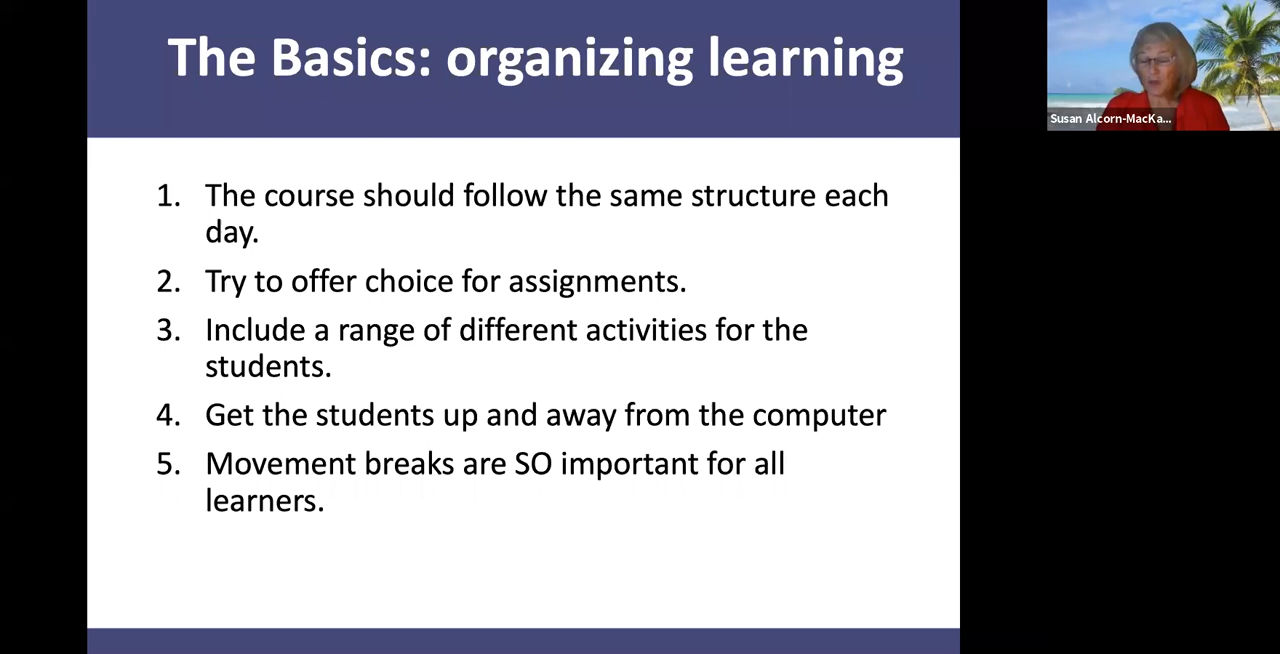 The Basics: organizing learning
1. The course should follow the same structure each
day.
2. Try to offer choice for assignments.
3. Include a range of different activities for the
students.
4. Get the students up and away from the computer
5. Movement breaks are SO important for all
learners.
Susan Alcorn-MacKa...